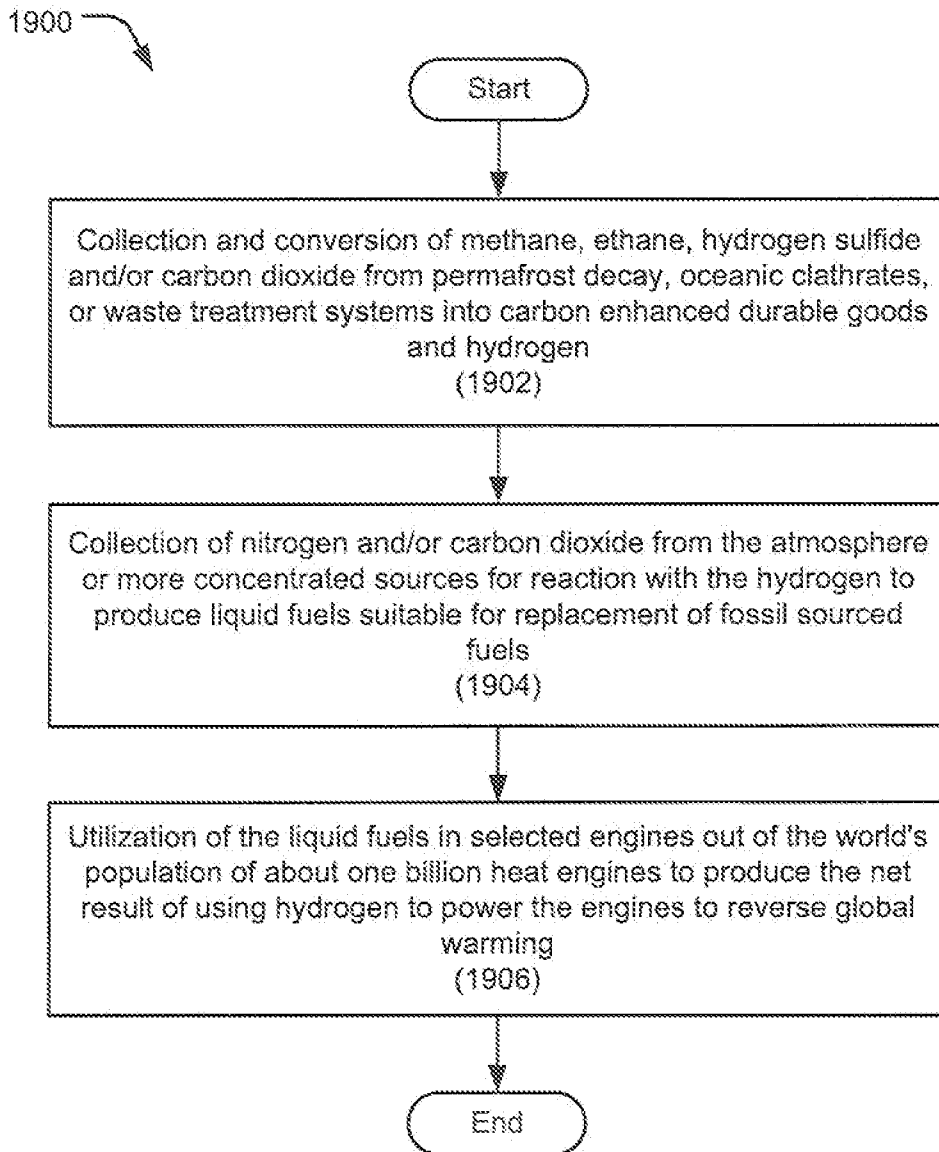 1900
Start
Collection and conversion of methane, ethane, hydrogen sulfide
and/or carbon dioxide from permafrost decay, oceanic clathrates,
or waste treatment systems into carbon enhanced durable goods
and hydrogen
(1902)
Collection of nitrogen and/or carbon dioxide from the atmosphere
or more concentrated sources for reaction with the hydrogen to
produce liquid fuels suitable for replacement of fossil sourced
fuels
(1904)
Utilization of the liquid fuels in selected engines out of the world's
population of about one billion heat engines to produce the net
result of using hydrogen to power the engines to reverse global
warming
(1906)
End